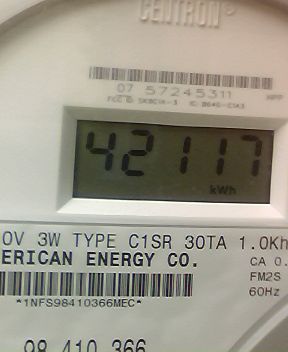 CENTRON®
07 57245311
42117
kWh
0V 3W TYPE C1SR 30TA 1.0Kh
ERICAN ENERGY CO.
CA 0.
FM2S
60Hz
*1NFS98410366MEC*
98 410 366